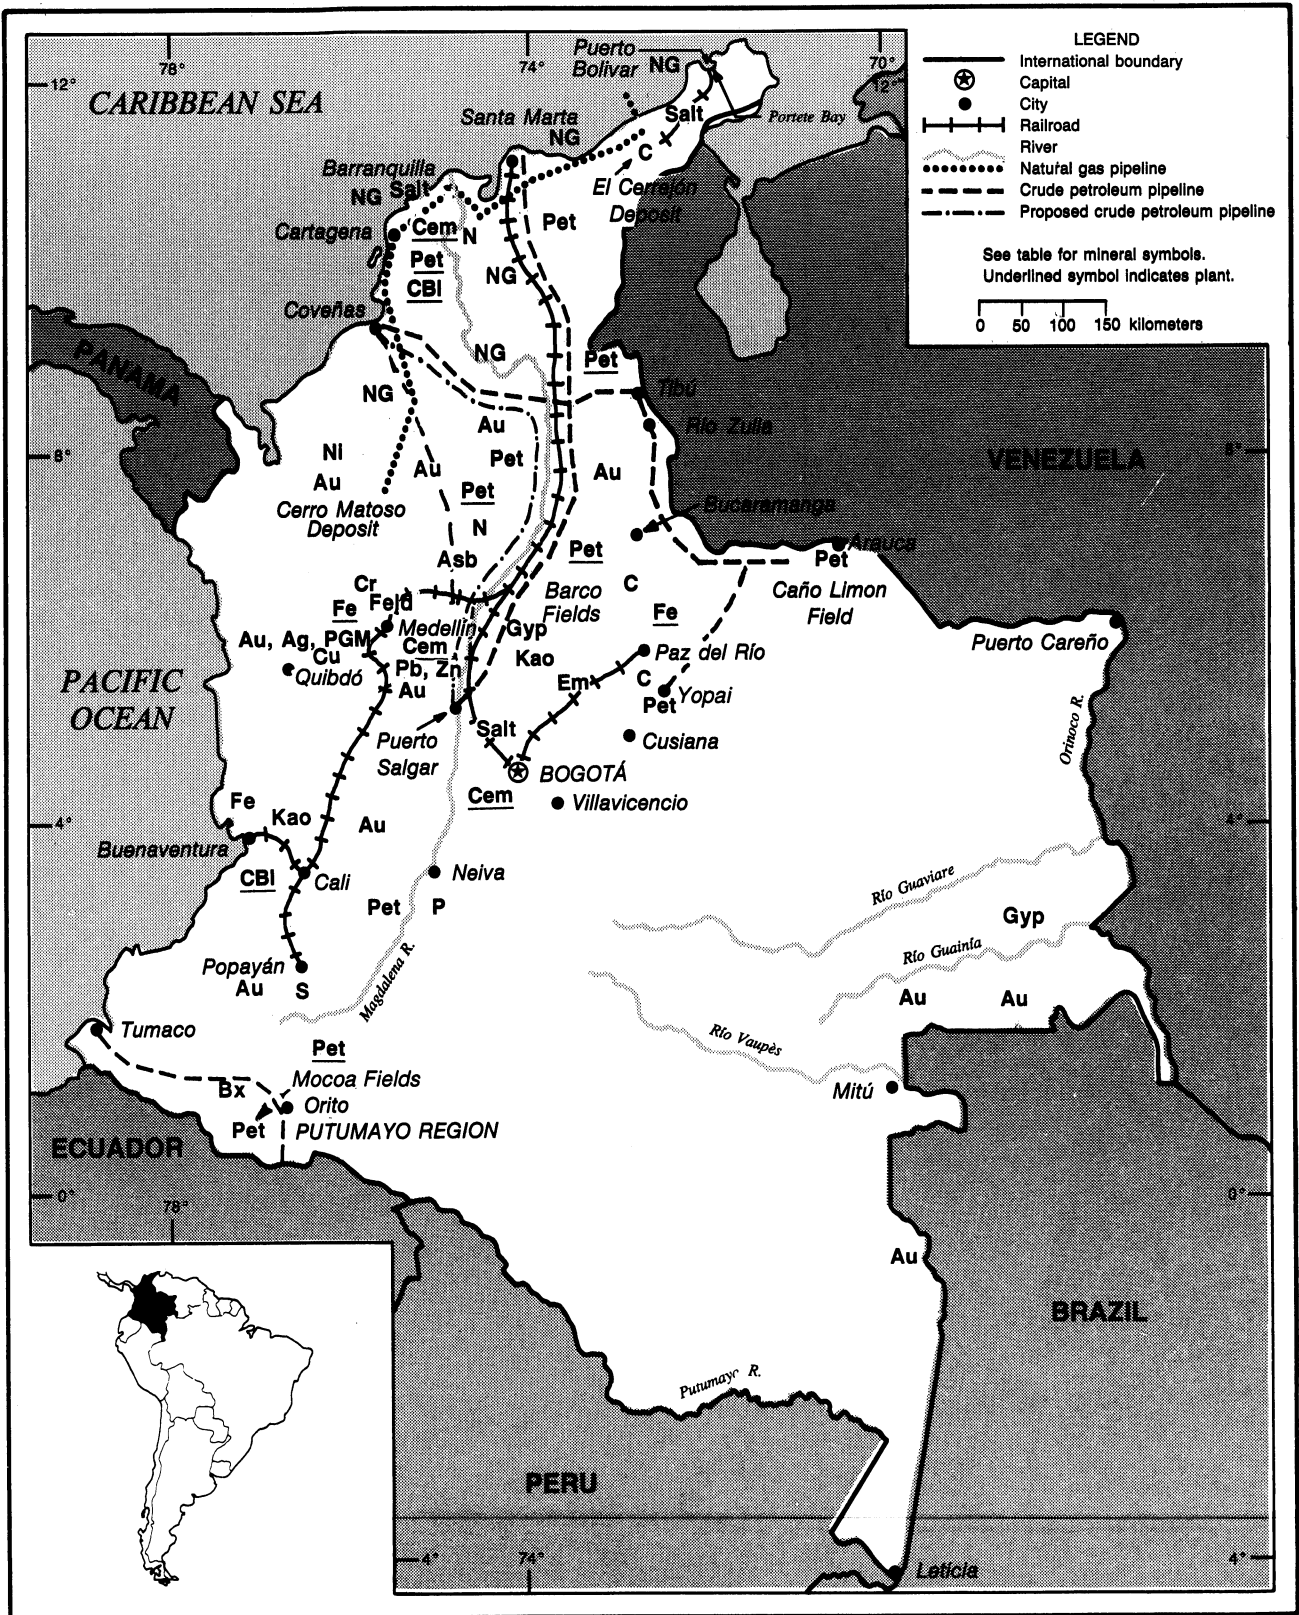 LEGEND
International boundary
Capital
City
Railroad
River
Natural gas pipeline
Crude petroleum pipeline
Proposed crude petroleum pipeline
See table for mineral symbols.
Underlined symbol indicates plant.
0 50 100 150 kilometers
78°
74°
70°
12°
12°
CARIBBEAN SEA
Puerto
Bolivar
NG
Salt
Portete Bay
Santa Marta
NG
C
El Cerrejón
Deposit
Barranquilla
NG
Salt
Cartagena
Cem
N
Pet
Pet
CBl
NG
Coveñas
NG
Pet
PANAMA
NG
Tibú
Au
Río Zulia
8°
8°
Ni
Au
Cerro Matoso
Deposit
Au
Pet
Au
VENEZUELA
Pet
N
Bucaramanga
Arauca
Asb
Pet
Pet
Cr
C
Barco
Fields
Caño Limon
Field
Fe
Feld
Fe
Medellín
Gyp
Au, Ag, PGM
Cem
Kao
Paz del Río
Puerto Careño
Cu
Quibdó
Pb, Zn
Au
Em
C
Pet
Yopai
PACIFIC
OCEAN
Orinoco R.
Salt
Puerto
Salgar
Cusiana
BOGOTÁ
Cem
Villavicencio
Fe
Kao
Au
4°
4°
Buenaventura
CBl
Cali
Neiva
Río Guaviare
Pet
P
Gyp
Magdalena R.
Río Guainía
Popayán
Au
S
Au
Au
Tumaco
Río Vaupès
Pet
Mocoa Fields
Bx
Mitú
Orito
Pet
PUTUMAYO REGION
ECUADOR
0°
78°
0°
Au
BRAZIL
Putumayo R.
PERU
4°
74°
4°
Leticia